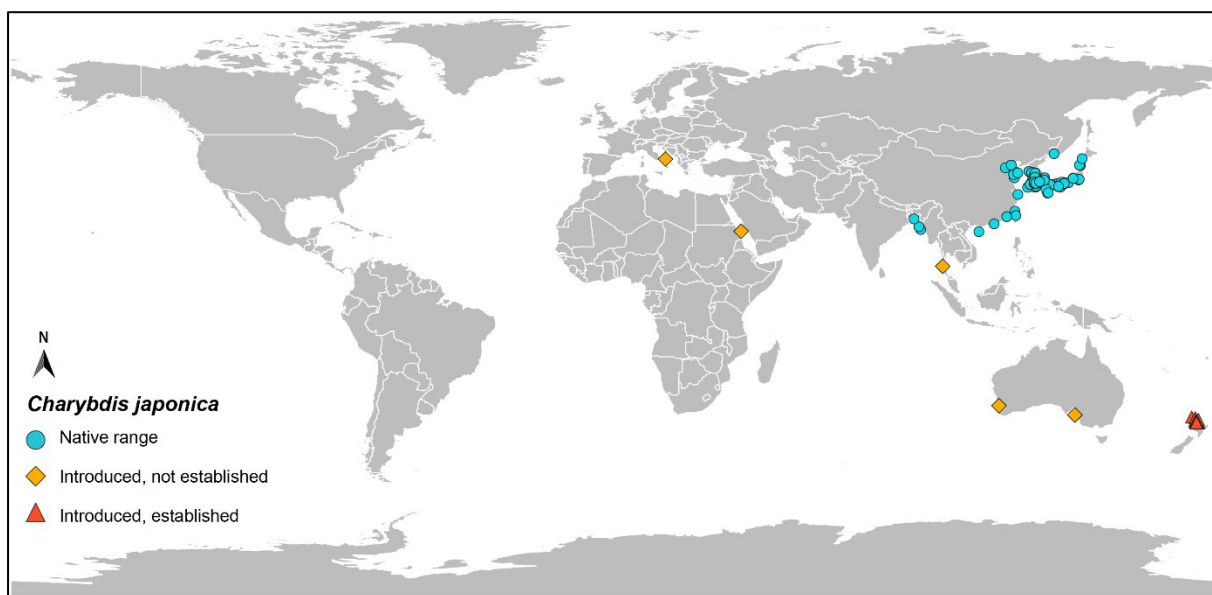 N
Charybdis japonica
Native range
Introduced, not established
Introduced, established